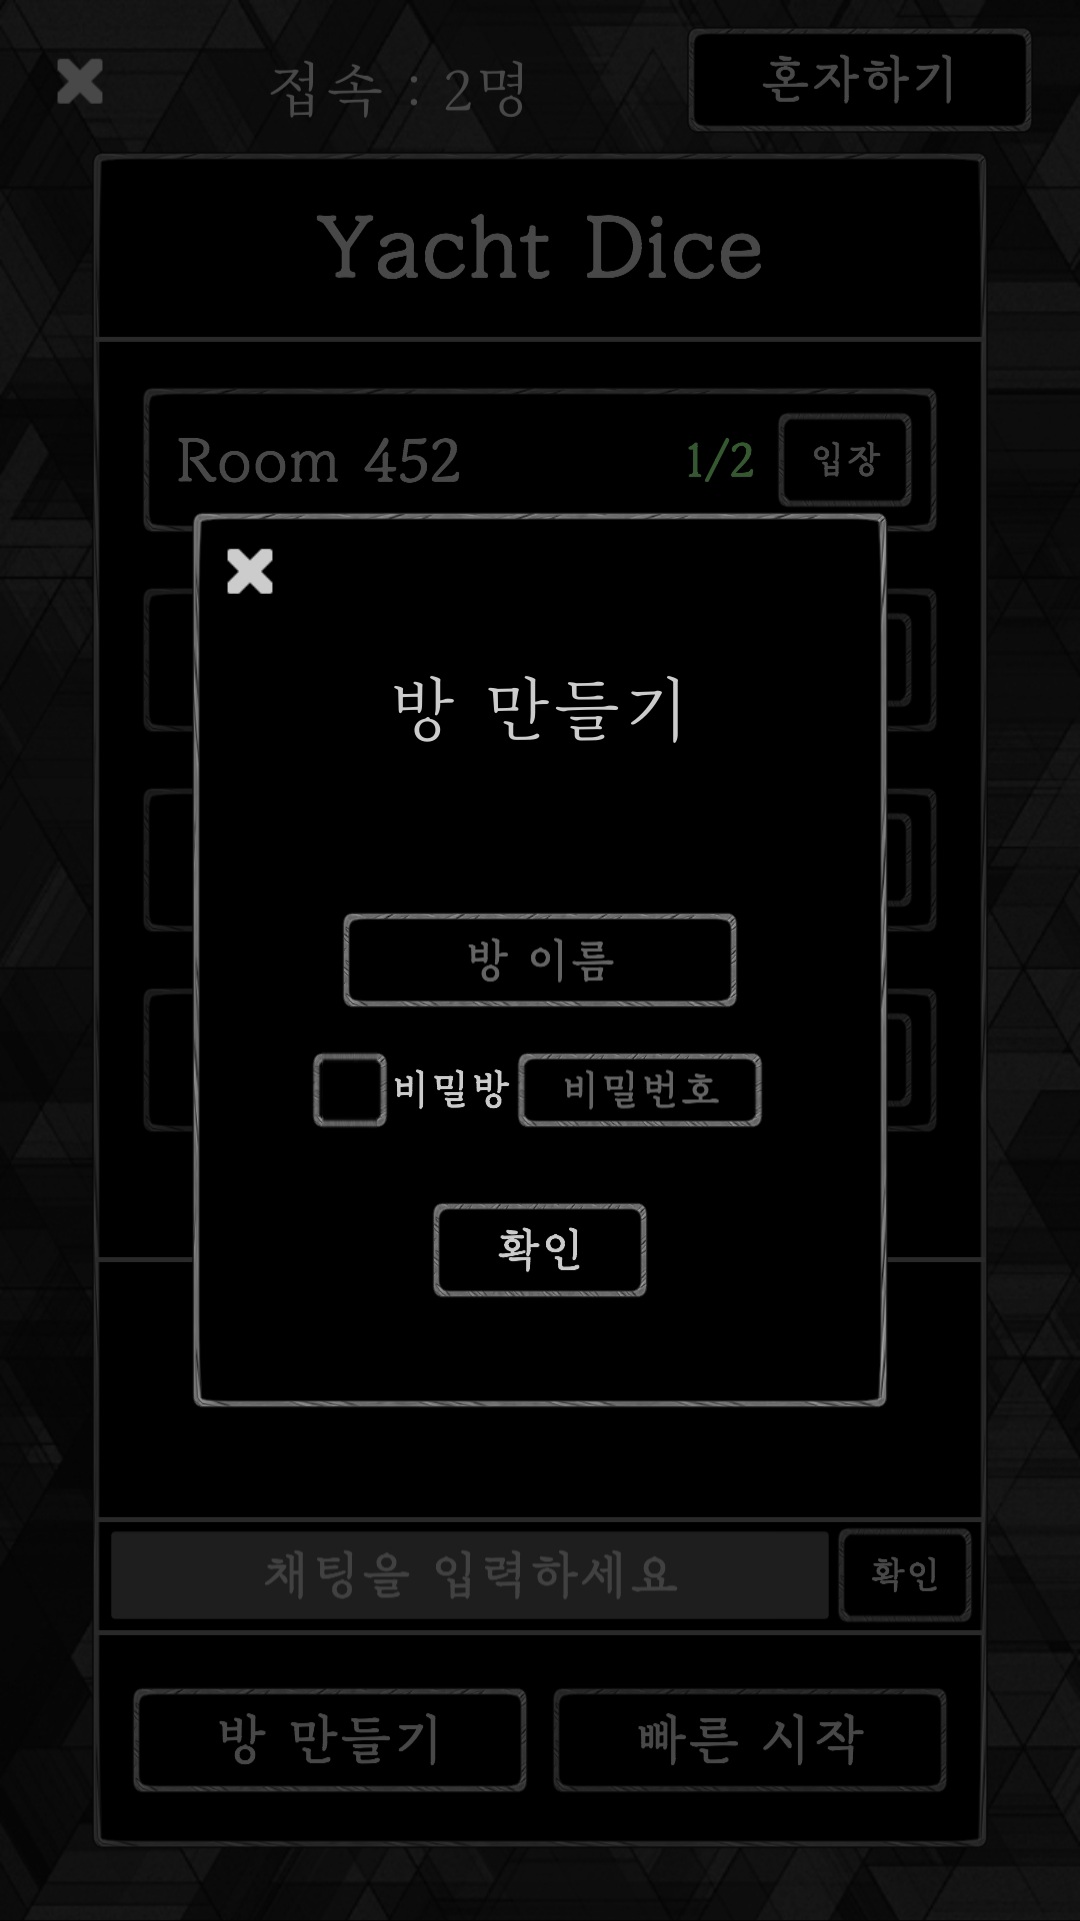 접속 : 2명
혼자하기
Yacht Dice
Room 452
1/2
입장
방 만들기
방 이름
비밀방
비밀번호
확인
채팅을 입력하세요
확인
방 만들기
빠른 시작